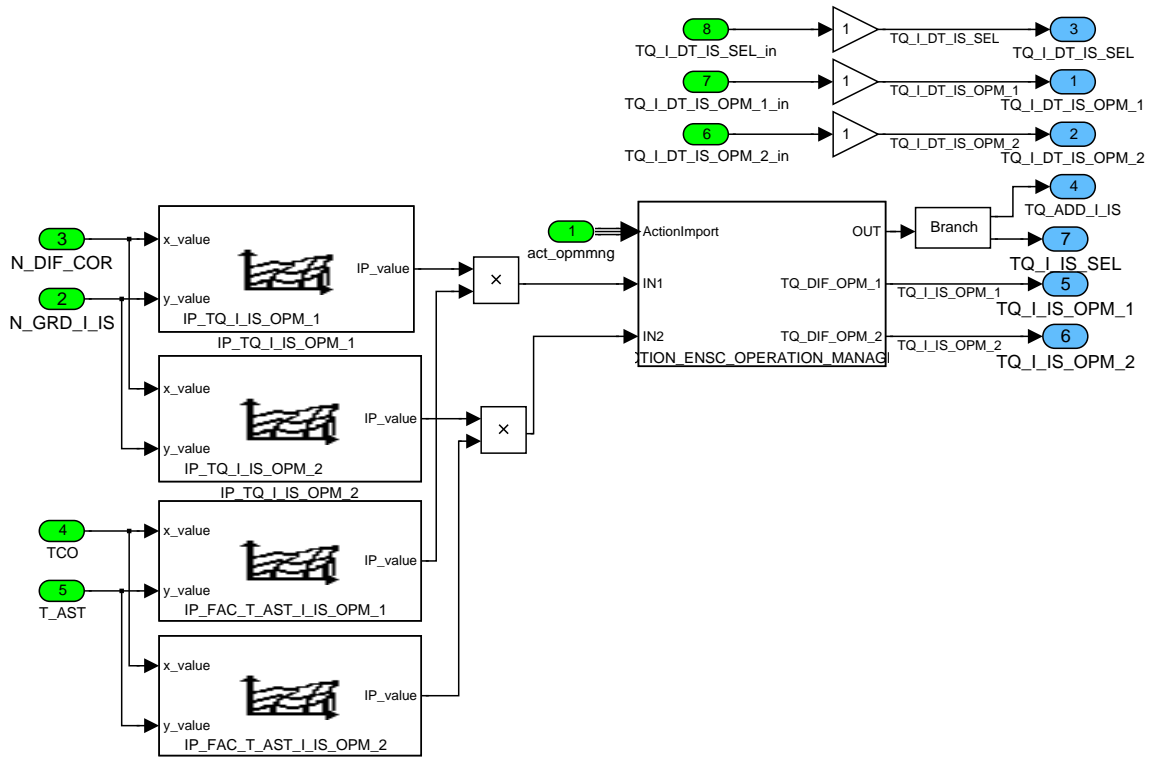 8
TQ_I_DT_IS_SEL_in
1
TQ_I_DT_IS_SEL
3
TQ_I_DT_IS_SEL
7
TQ_I_DT_IS_OPM_1_in
1
TQ_I_DT_IS_OPM_1
1
TQ_I_DT_IS_OPM_1
6
TQ_I_DT_IS_OPM_2_in
1
TQ_I_DT_IS_OPM_2
2
TQ_I_DT_IS_OPM_2
3
N_DIF_COR
2
N_GRD_I_IS
x_value
y_value
IP_value
IP_TQ_I_IS_OPM_1
IP_TQ_I_IS_OPM_1
×
1
act_opmmng
ActionImport
IN1
IN2
OUT
TQ_DIF_OPM_1
TQ_DIF_OPM_2
CTION_ENSC_OPERATION_MANAGE
Branch
4
TQ_ADD_I_IS
7
TQ_I_IS_SEL
TQ_I_IS_OPM_1
5
TQ_I_IS_OPM_1
TQ_I_IS_OPM_2
6
TQ_I_IS_OPM_2
x_value
y_value
IP_value
IP_TQ_I_IS_OPM_2
IP_TQ_I_IS_OPM_2
×
4
TCO
5
T_AST
x_value
y_value
IP_value
IP_FAC_T_AST_I_IS_OPM_1
x_value
y_value
IP_value
IP_FAC_T_AST_I_IS_OPM_2